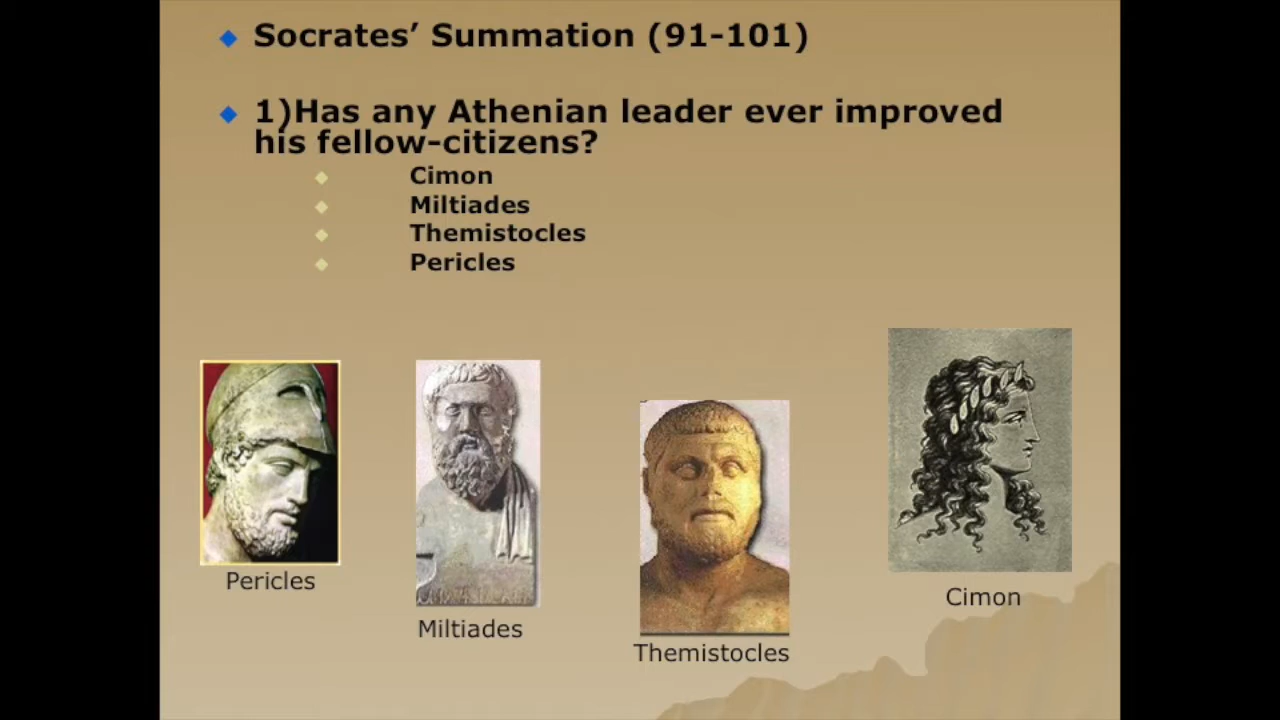 Socrates’ Summation (91-101)
1)Has any Athenian leader ever improved
his fellow-citizens?
Cimon
Miltiades
Themistocles
Pericles
Pericles
Miltiades
Themistocles
Cimon